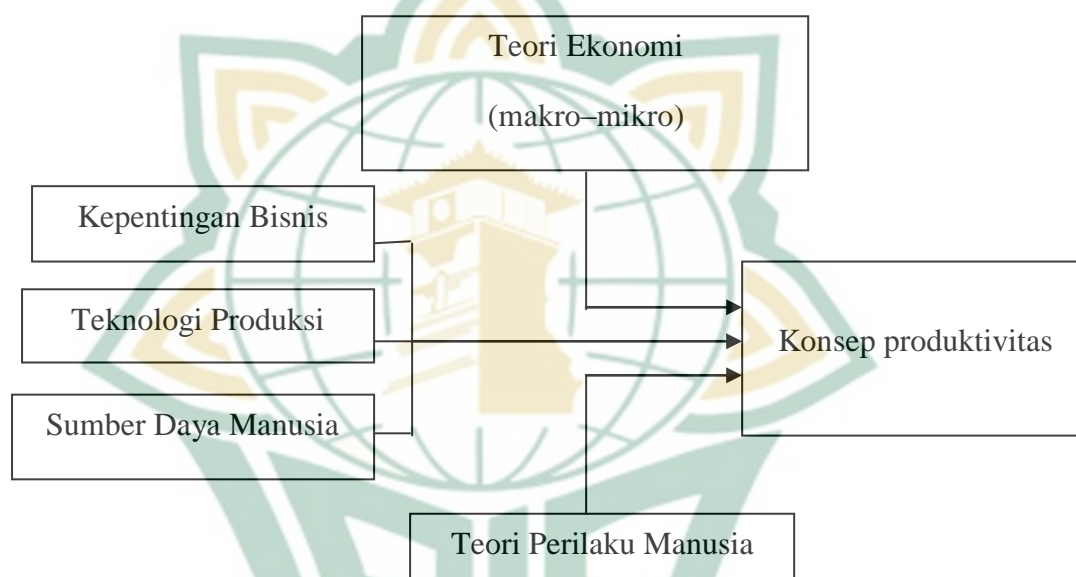 Teori Ekonomi
(makro–mikro)
Kepentingan Bisnis
Teknologi Produksi
Konsep produktivitas
Sumber Daya Manusia
Teori Perilaku Manusia